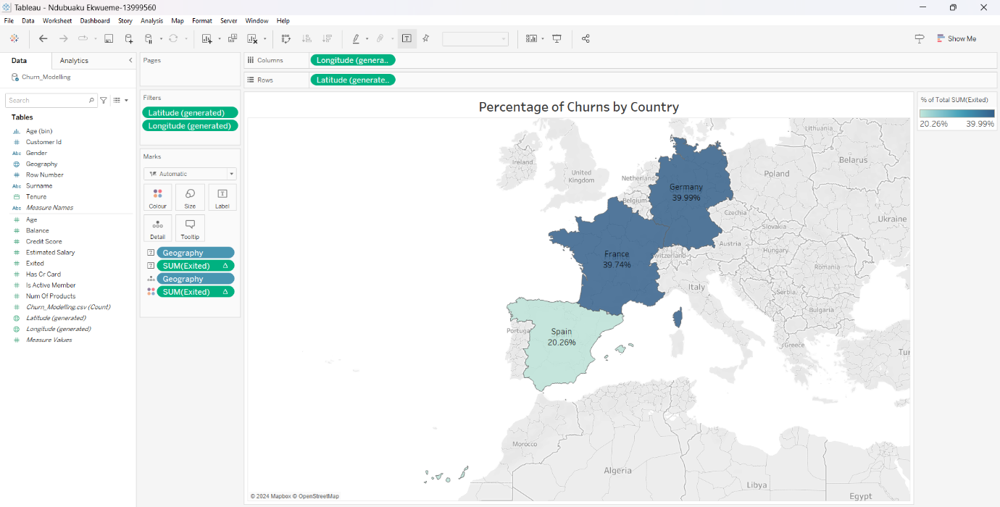 Tableau - Ndubuaku Ekwueme-13999560
File Data Worksheet Dashboard Story Analysis Map Format Server Window Help
Show Me
Data Analytics
Churn_Modelling
Search
Tables
Age (bin)
# Customer Id
Abc Gender
Geography
# Row Number
Abc Surname
Tenure
Abc Measure Names
# Age
# Balance
# Credit Score
# Estimated Salary
# Exited
# Has Cr Card
# Is Active Member
# Num Of Products
# Churn_Modelling.csv (Count)
Latitude (generated)
Longitude (generated)
# Measure Values
Pages
Filters
Latitude (generated)
Longitude (generated)
Marks
Automatic
Colour Size Label
Detail Tooltip
Geography
SUM(Exited) Δ
Geography
SUM(Exited) Δ
Columns Longitude (genera..
Rows Latitude (generate..
Percentage of Churns by Country
Lithuania
Ireland
Belarus
United
Kingdom
Poland
Netherlands
Germany
39.99%
Belgium
Czechia
Ukraine
Slovakia
Austria
Hungary
France
39.74%
Switzerland
Romania
Italy
Serbia
Bulgaria
Portugal
Spain
20.26%
Greece
Tur
Morocco
Algeria
Libya
Egypt
© 2024 Mapbox © OpenStreetMap
% of Total SUM(Exited)
20.26% 39.99%